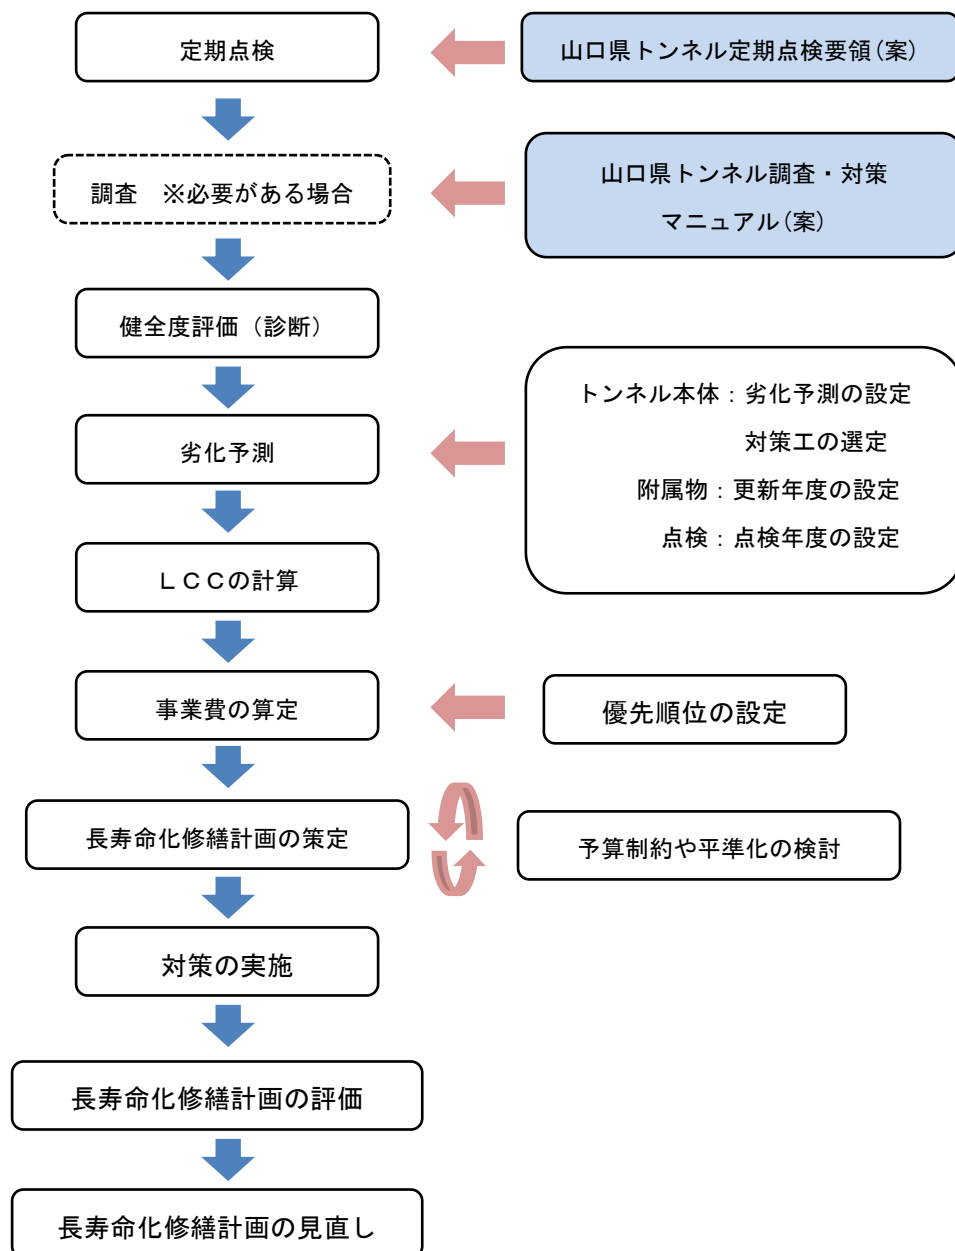 定期点検
山口県トンネル定期点検要領(案)
調査　※必要がある場合
山口県トンネル調査・対策
マニュアル(案)
健全度評価（診断）
トンネル本体：劣化予測の設定
対策工の選定
附属物：更新年度の設定
点検：点検年度の設定
劣化予測
ＬＣＣの計算
事業費の算定
優先順位の設定
長寿命化修繕計画の策定
予算制約や平準化の検討
対策の実施
長寿命化修繕計画の評価
長寿命化修繕計画の見直し